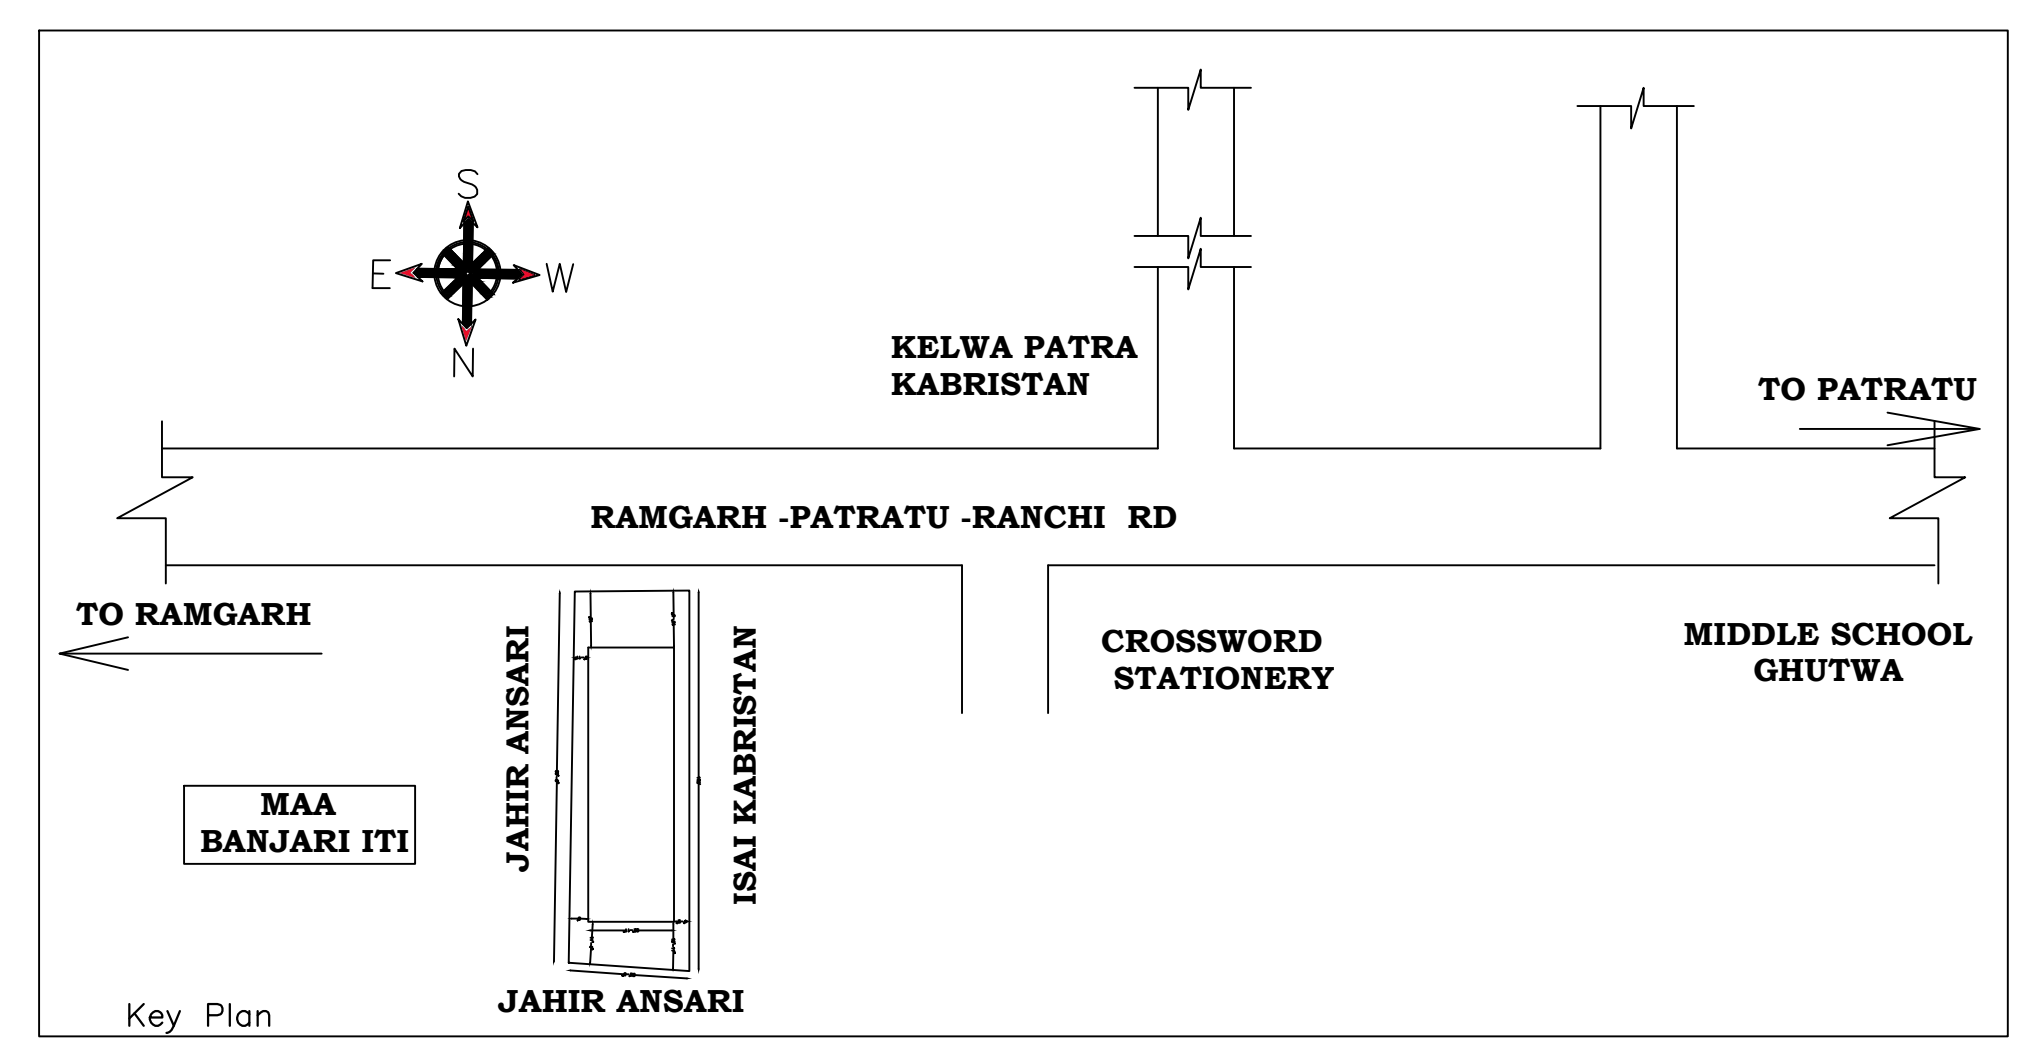 S
E
W
N
KELWA PATRA
KABRISTAN
TO PATRATU
RAMGARH -PATRATU -RANCHI RD
TO RAMGARH
JAHIR ANSARI
ISAI KABRISTAN
CROSSWORD
STATIONERY
MIDDLE SCHOOL
GHUTWA
MAA
BANJARI ITI
JAHIR ANSARI
Key Plan